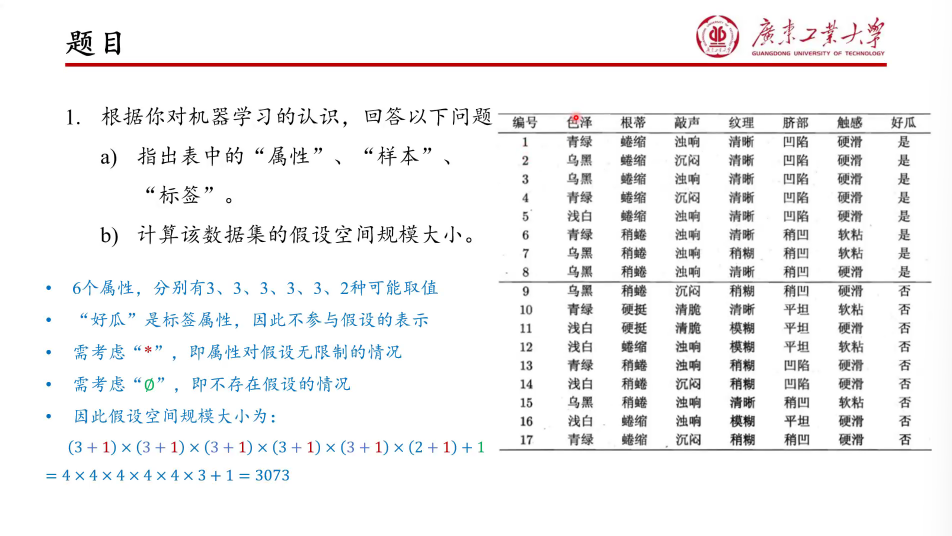 题目
廣東工業大學
GUANGDONG UNIVERSITY OF TECHNOLOGY
1. 根据你对机器学习的认识，回答以下问题
a) 指出表中的“属性”、“样本”、
“标签”。
b) 计算该数据集的假设空间规模大小。
• 6个属性，分别有3、3、3、3、3、2种可能取值
• “好瓜”是标签属性，因此不参与假设的表示
• 需考虑“*”，即属性对假设无限制的情况
• 需考虑“∅”，即不存在假设的情况
• 因此假设空间规模大小为：
(3 + 1) × (3 + 1) × (3 + 1) × (3 + 1) × (3 + 1) × (2 + 1) + 1
= 4 × 4 × 4 × 4 × 4 × 3 + 1 = 3073
编号 色泽 根蒂 敲声 纹理 脐部 触感 好瓜
1 青绿 蜷缩 浊响 清晰 凹陷 硬滑 是
2 乌黑 蜷缩 沉闷 清晰 凹陷 硬滑 是
3 乌黑 蜷缩 浊响 清晰 凹陷 硬滑 是
4 青绿 蜷缩 沉闷 清晰 凹陷 硬滑 是
5 浅白 蜷缩 浊响 清晰 凹陷 硬滑 是
6 青绿 稍蜷 浊响 清晰 稍凹 软粘 是
7 乌黑 稍蜷 浊响 稍糊 稍凹 软粘 是
8 乌黑 稍蜷 浊响 清晰 稍凹 硬滑 是
9 乌黑 稍蜷 沉闷 稍糊 稍凹 硬滑 否
10 青绿 硬挺 清脆 清晰 平坦 软粘 否
11 浅白 硬挺 清脆 模糊 平坦 硬滑 否
12 浅白 蜷缩 浊响 模糊 平坦 软粘 否
13 青绿 稍蜷 浊响 稍糊 凹陷 硬滑 否
14 浅白 稍蜷 沉闷 稍糊 凹陷 硬滑 否
15 乌黑 稍蜷 浊响 清晰 稍凹 软粘 否
16 浅白 蜷缩 浊响 模糊 平坦 硬滑 否
17 青绿 蜷缩 沉闷 稍糊 稍凹 硬滑 否